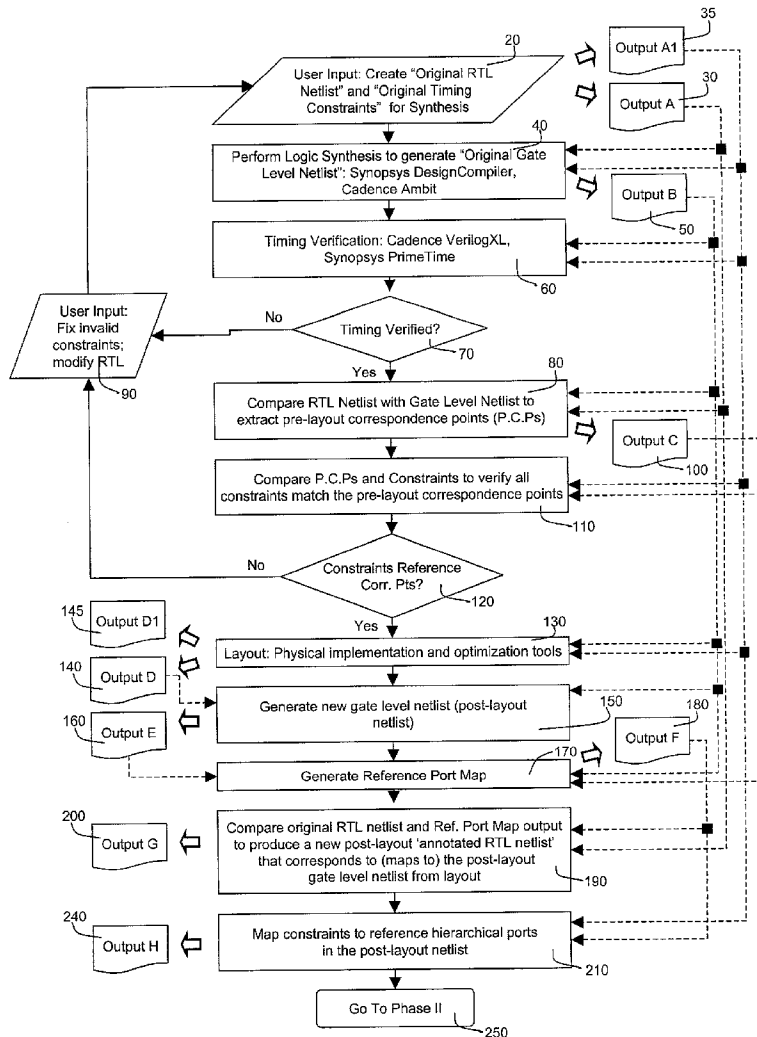 35
20
Output A1
User Input: Create “Original RTL
Netlist” and “Original Timing
Constraints” for Synthesis
30
Output A
40
Perform Logic Synthesis to generate “Original Gate
Level Netlist”: Synopsys DesignCompiler,
Cadence Ambit
Output B
50
Timing Verification: Cadence VerilogXL,
Synopsys PrimeTime
60
User Input:
Fix invalid
constraints;
modify RTL
90
No
Timing Verified?
70
Yes
80
Compare RTL Netlist with Gate Level Netlist to
extract pre-layout correspondence points (P.C.Ps)
Output C
100
Compare P.C.Ps and Constraints to verify all
constraints match the pre-layout correspondence points
110
No
Constraints Reference
Corr. Pts?
120
Yes
145
Output D1
130
Layout: Physical implementation and optimization tools
140
Output D
Generate new gate level netlist (post-layout
netlist)
150
160
Output E
180
Output F
170
Generate Reference Port Map
200
Output G
Compare original RTL netlist and Ref. Port Map output
to produce a new post-layout ‘annotated RTL netlist’
that corresponds to (maps to) the post-layout
gate level netlist from layout
190
240
Output H
Map constraints to reference hierarchical ports
in the post-layout netlist
210
Go To Phase II
250